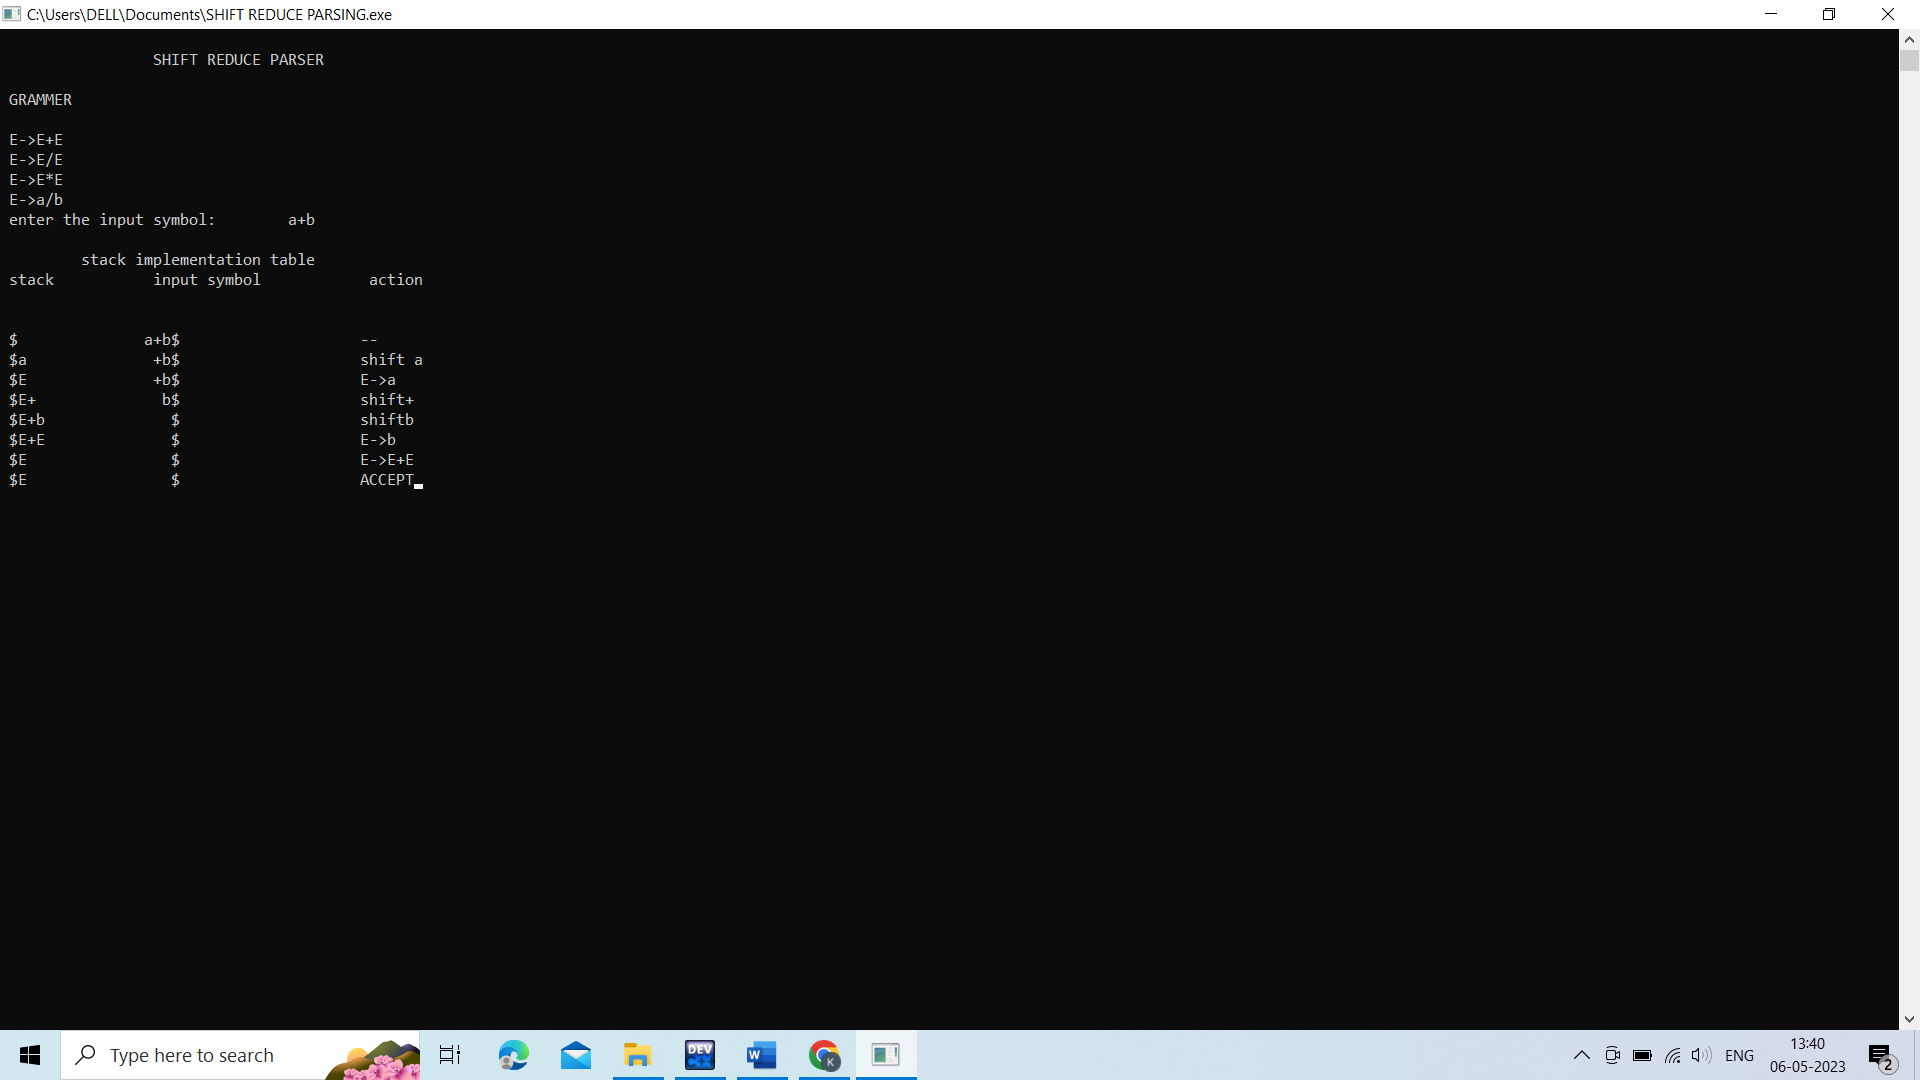 C:\Users\DELL\Documents\SHIFT REDUCE PARSING.exe
SHIFT REDUCE PARSER
GRAMMER
E->E+E
E->E/E
E->E*E
E->a/b
enter the input symbol: a+b
stack implementation table
stack input symbol action
$ a+b$ --
$a +b$ shift a
$E +b$ E->a
$E+ b$ shift+
$E+b $ shiftb
$E+E $ E->b
$E $ E->E+E
$E $ ACCEPT
Type here to search
DEV C++
W
K
ENG
13:40
06-05-2023
2